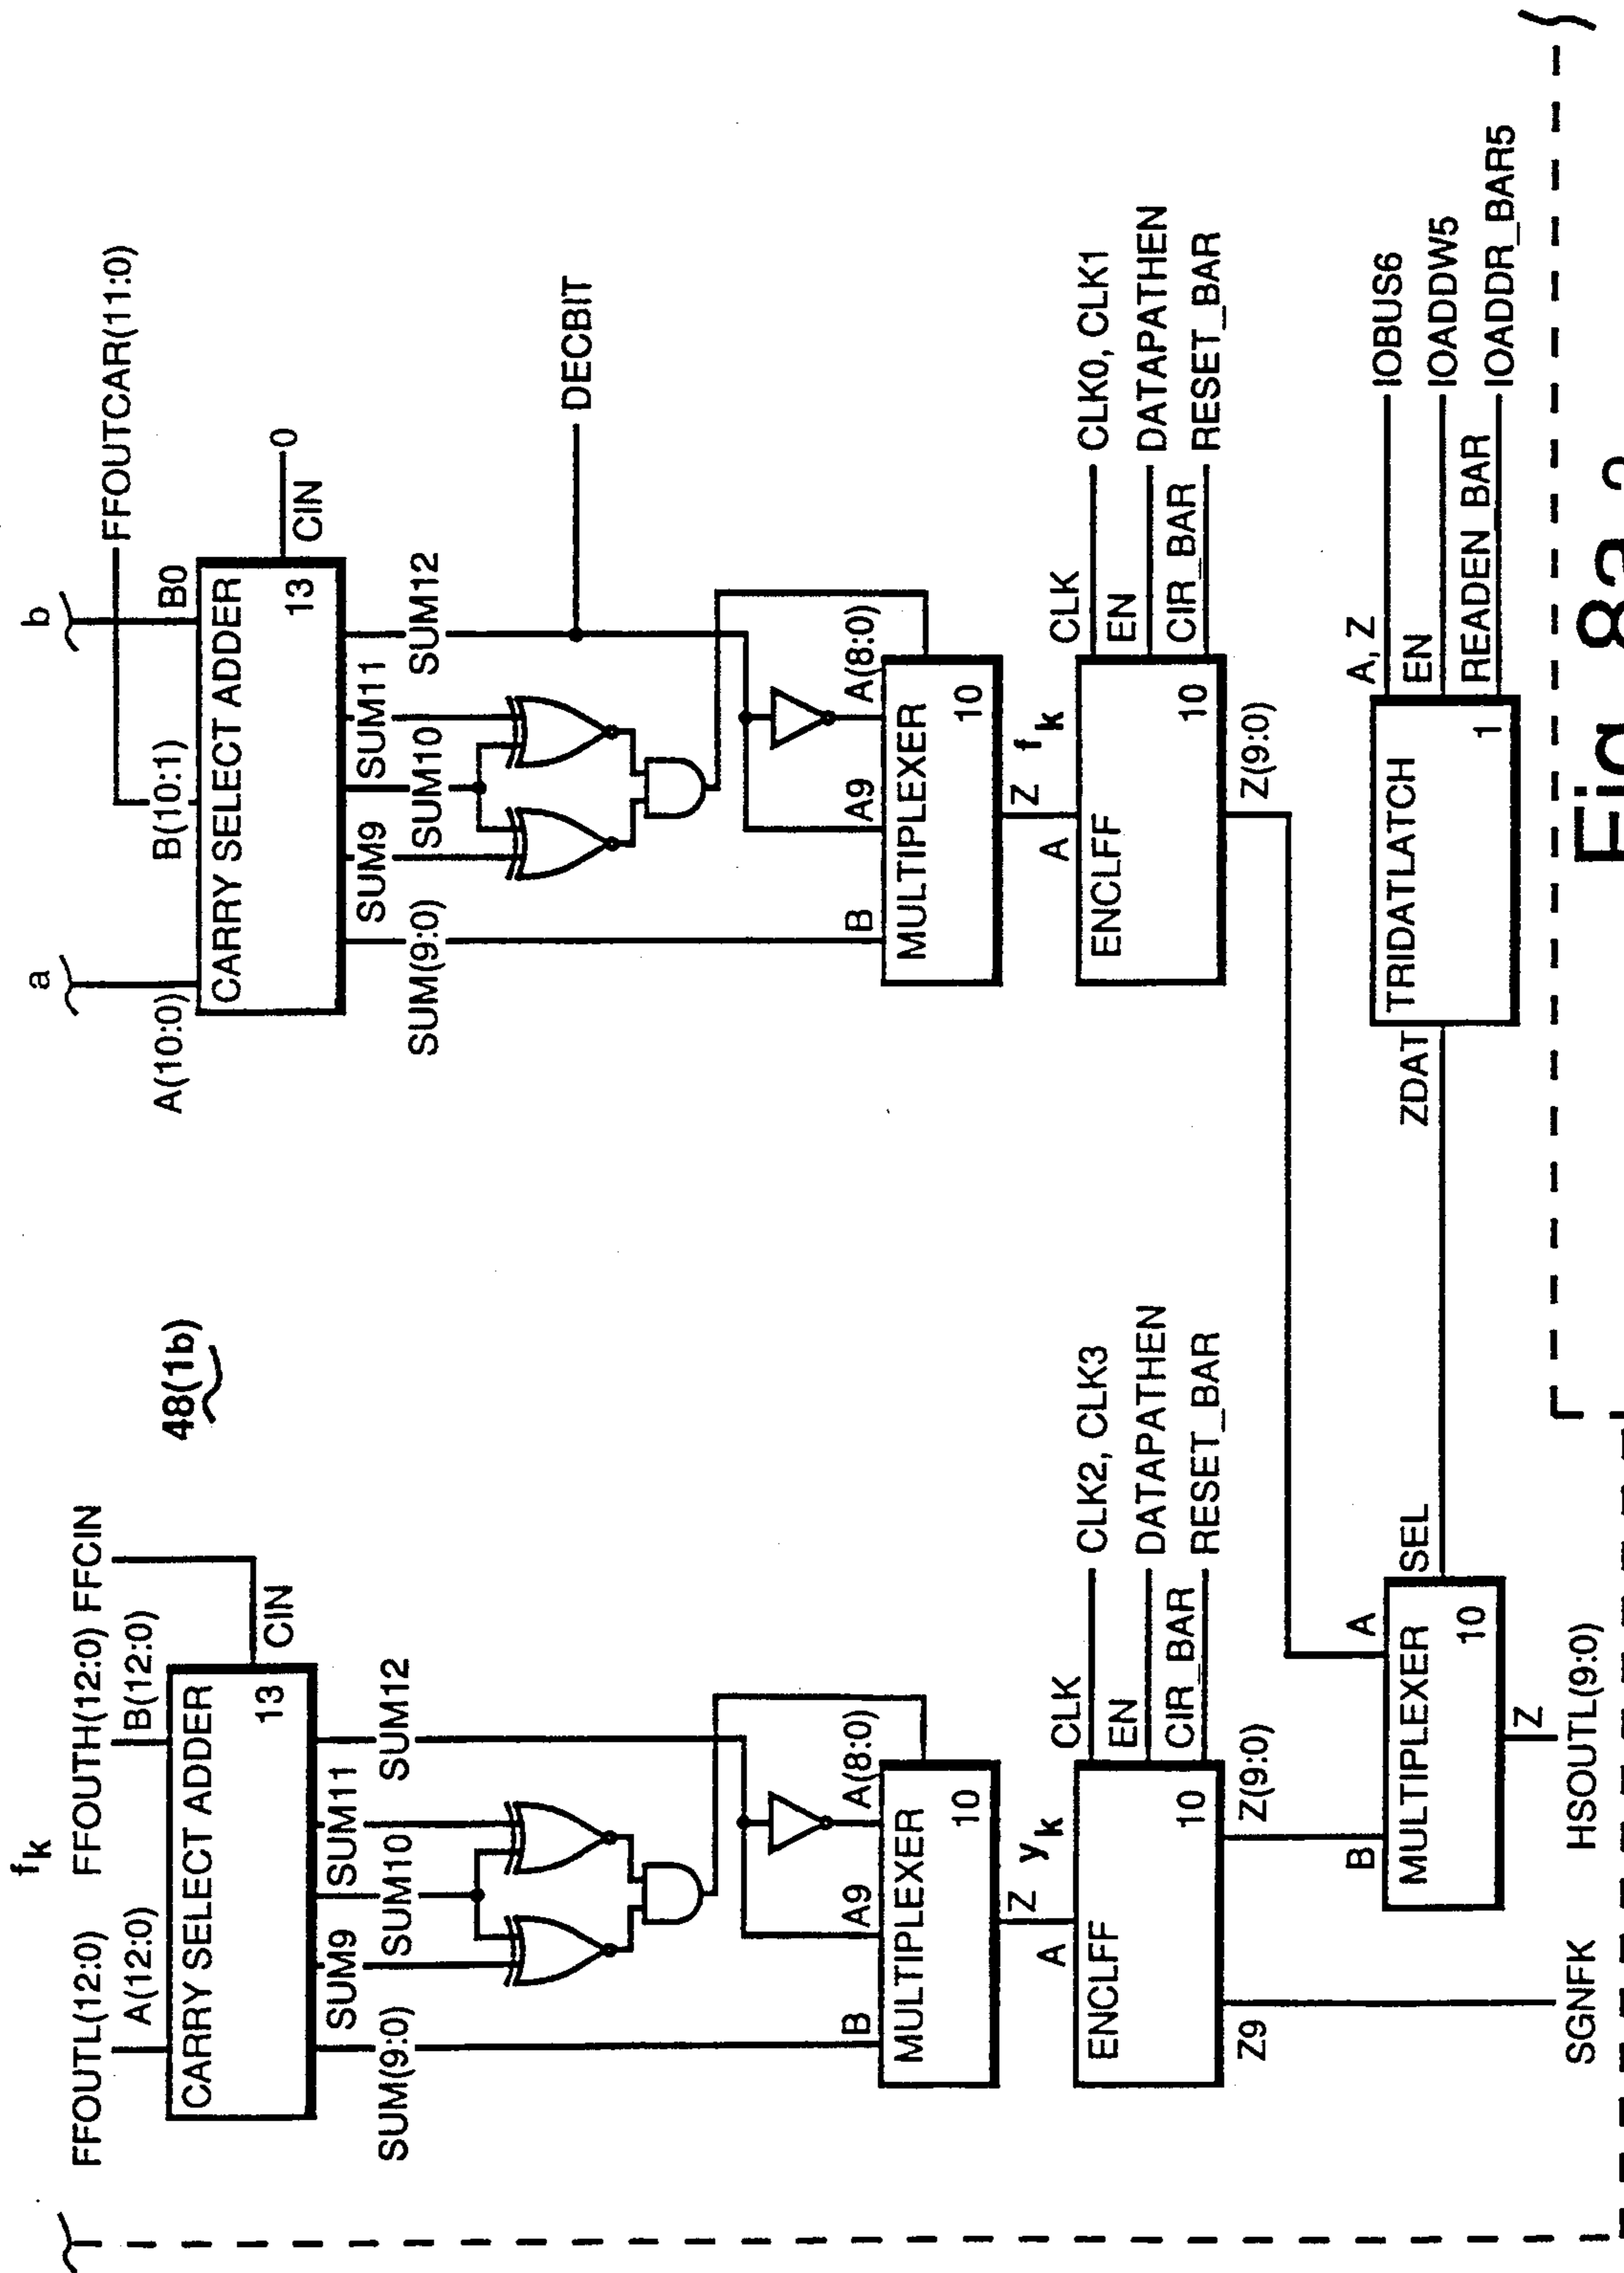 f k
48(1b)
FFOUTL(12:0) FFOUTH(12:0) FFCIN
A(12:0) B(12:0)
CARRY SELECT ADDER
13
CIN
SUM(9:0) SUM9 SUM10 SUM11 SUM12
B A9 A(8:0)
MULTIPLEXER
10
Z y k
A
CLK CLK2, CLK3
EN DATAPATHEN
CIR_BAR RESET_BAR
ENCLFF
10
Z9 Z(9:0)
B A
MULTIPLEXER
10
SEL
Z
SGNFK HSOUTL(9:0)
a b
FFOUTCAR(11:0)
A(10:0) B(10:1) B0
CARRY SELECT ADDER
13
CIN
0
SUM(9:0) SUM9 SUM10 SUM11 SUM12
DECBIT
B A9 A(8:0)
MULTIPLEXER
10
Z f k
A
CLK CLK0, CLK1
EN DATAPATHEN
CIR_BAR RESET_BAR
ENCLFF
10
Z(9:0)
ZDAT
TRIDATLATCH
1
A, Z IOBUS6
EN IOADDW5
READEN_BAR IOADDR_BAR5
Fig. 8a